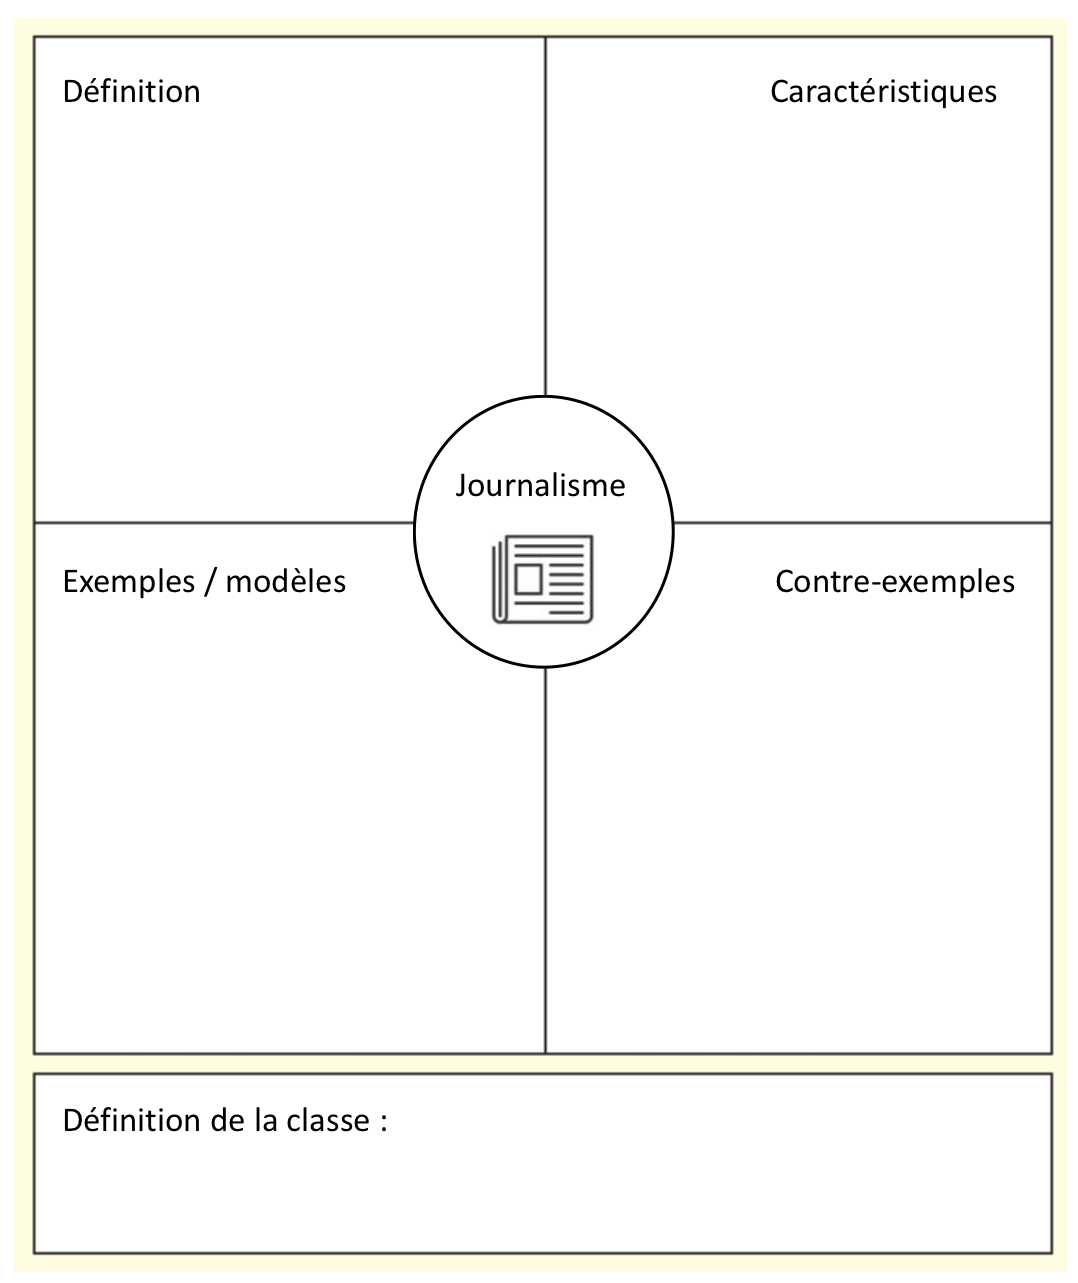 Définition
Caractéristiques
Journalisme
Exemples / modèles
Contre-exemples
Définition de la classe :